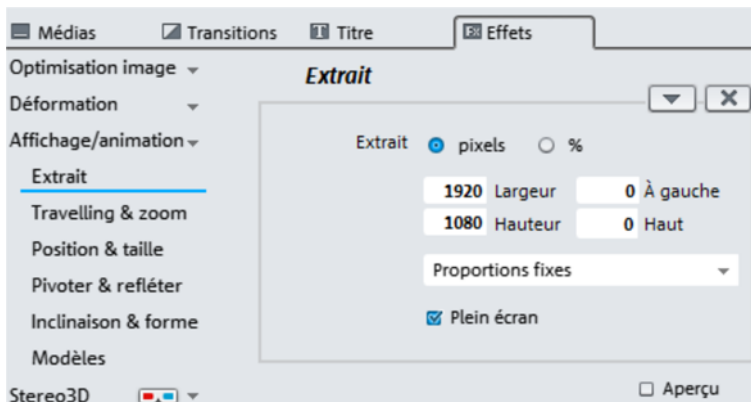 Médias Transitions Titre Effets
Optimisation image
Déformation
Affichage/animation
Extrait
Travelling & zoom
Position & taille
Pivoter & refléter
Inclinaison & forme
Modèles
Stereo3D
Extrait
Extrait pixels %
1920 Largeur 0 À gauche
1080 Hauteur 0 Haut
Proportions fixes
Plein écran
Aperçu